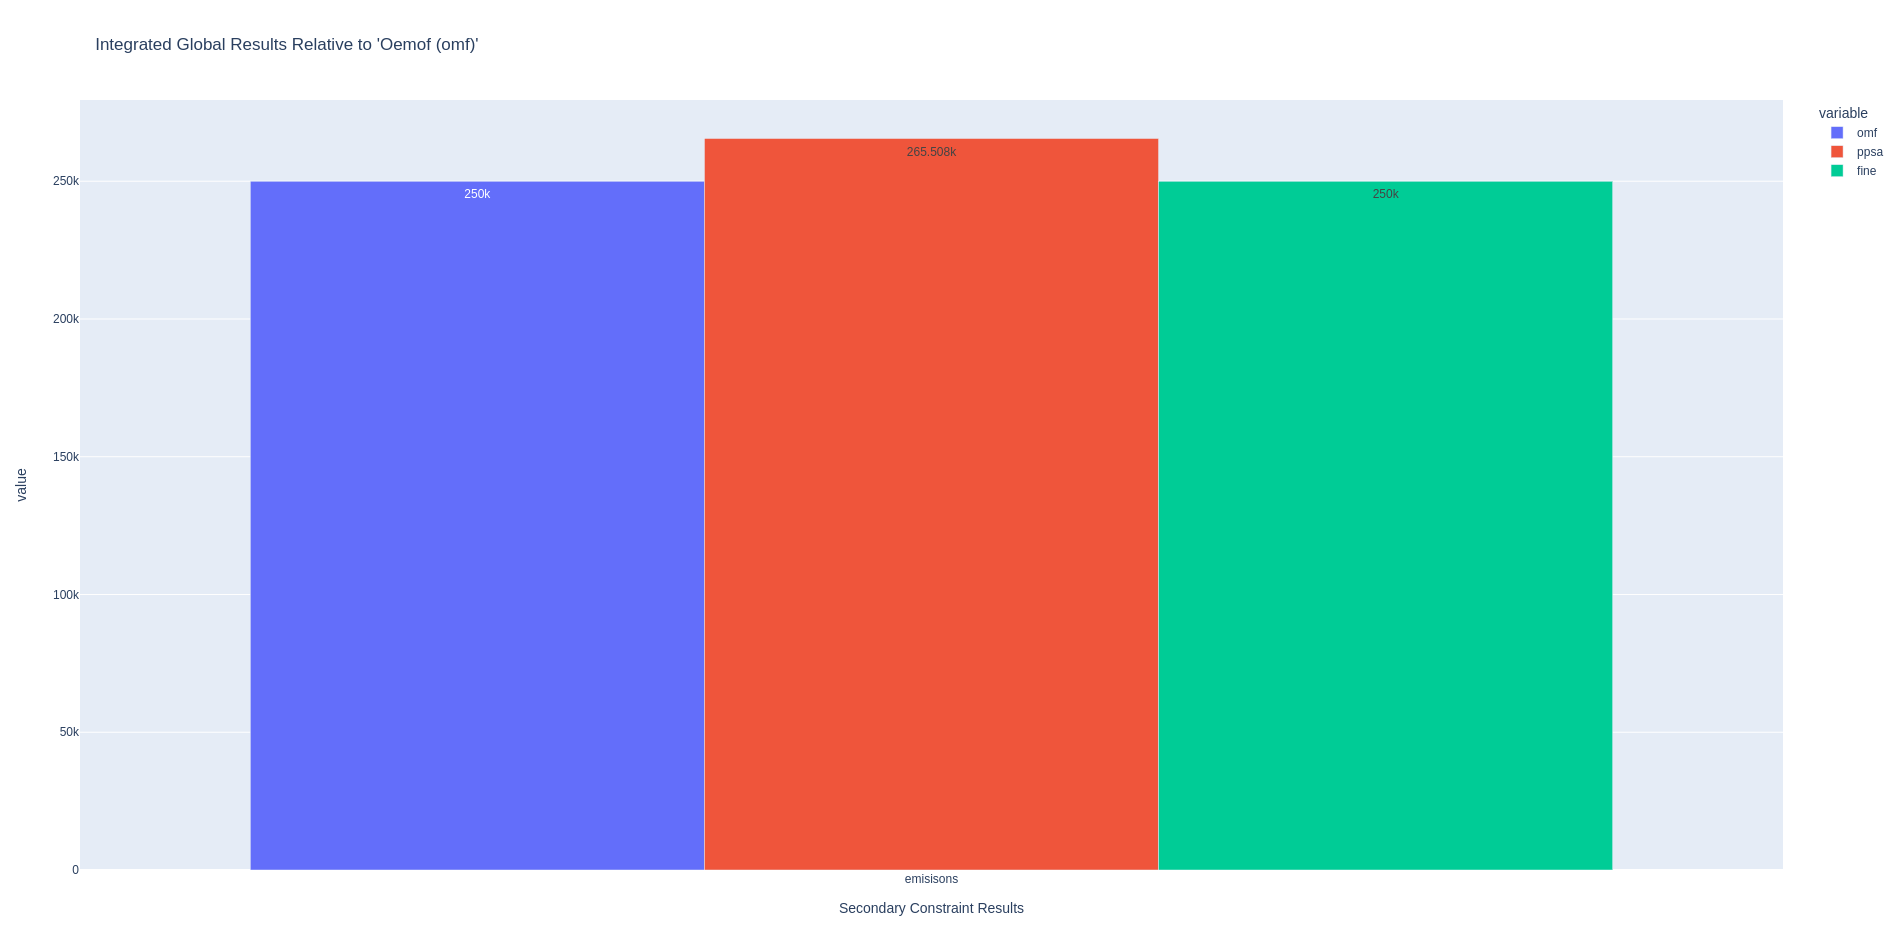 Integrated Global Results Relative to 'Oemof (omf)'
variable
omf
ppsa
fine
265.508k
250k
250k
250k
200k
150k
100k
50k
0
value
emisisons
Secondary Constraint Results